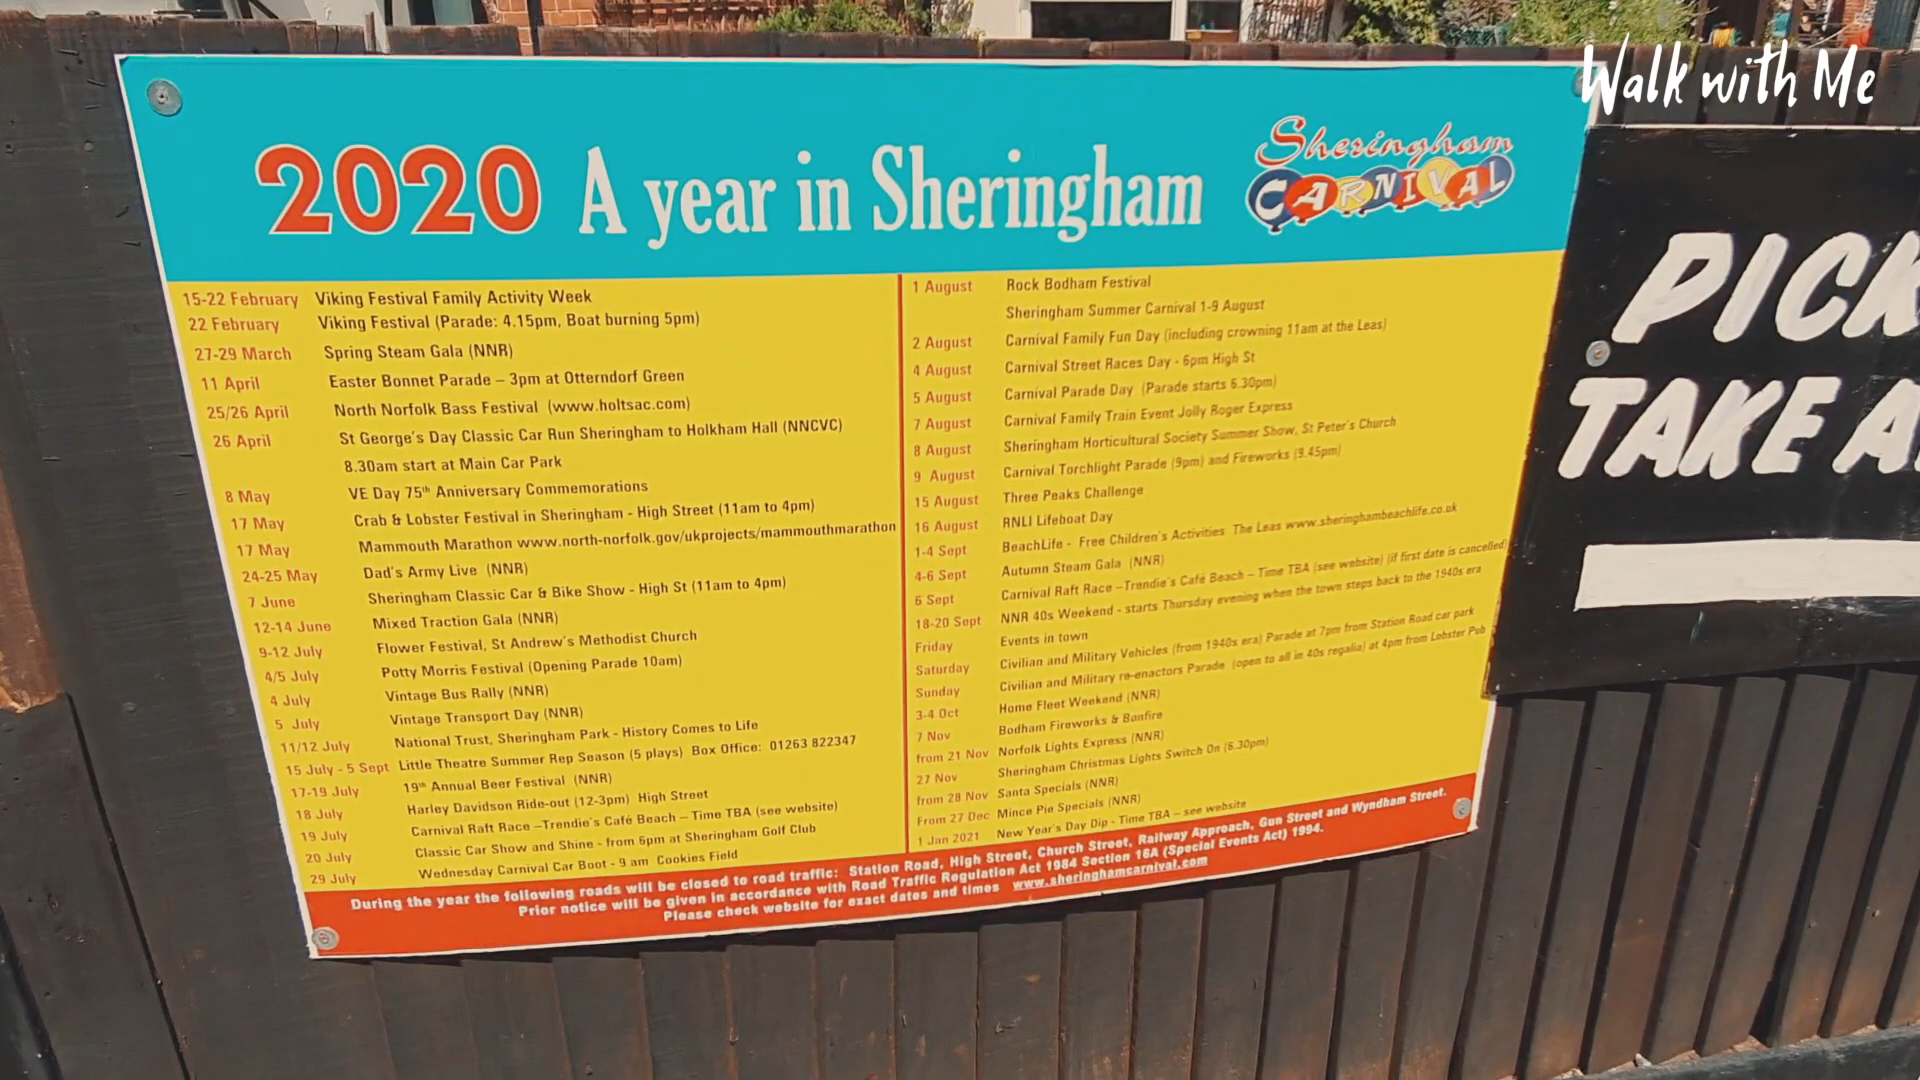 Walk with Me
2020 A year in Sheringham
Sheringham
CARNIVAL
15-22 February Viking Festival Family Activity Week
22 February Viking Festival (Parade: 4.15pm, Boat burning 5pm)
27-29 March Spring Steam Gala (NNR)
11 April Easter Bonnet Parade – 3pm at Otterndorf Green
25/26 April North Norfolk Bass Festival (www.holtsac.com)
26 April St George's Day Classic Car Run Sheringham to Holkham Hall (NNCVC)
8.30am start at Main Car Park
8 May VE Day 75th Anniversary Commemorations
17 May Crab & Lobster Festival in Sheringham - High Street (11am to 4pm)
17 May Mammouth Marathon www.north-norfolk.gov/ukprojects/mammouthmarathon
24-25 May Dad's Army Live (NNR)
7 June Sheringham Classic Car & Bike Show - High St (11am to 4pm)
12-14 June Mixed Traction Gala (NNR)
9-12 July Flower Festival, St Andrew's Methodist Church
4/5 July Potty Morris Festival (Opening Parade 10am)
4 July Vintage Bus Rally (NNR)
5 July Vintage Transport Day (NNR)
11/12 July National Trust, Sheringham Park - History Comes to Life
15 July - 5 Sept Little Theatre Summer Rep Season (5 plays) Box Office: 01263 822347
17-19 July 19th Annual Beer Festival (NNR)
18 July Harley Davidson Ride-out (12-3pm) High Street
19 July Carnival Raft Race –Trendie's Café Beach – Time TBA (see website)
20 July Classic Car Show and Shine - from 6pm at Sheringham Golf Club
29 July Wednesday Carnival Car Boot - 9 am Cookies Field
1 August Rock Bodham Festival
Sheringham Summer Carnival 1-9 August
2 August Carnival Family Fun Day (including crowning 11am at the Leas)
4 August Carnival Street Races Day - 6pm High St
5 August Carnival Parade Day (Parade starts 6.30pm)
7 August Carnival Family Train Event Jolly Roger Express
8 August Sheringham Horticultural Society Summer Show, St Peter's Church
9 August Carnival Torchlight Parade (9pm) and Fireworks (9.45pm)
15 August Three Peaks Challenge
16 August RNLI Lifeboat Day
1-4 Sept BeachLife - Free Children's Activities The Leas www.sheringhambeachlife.co.uk
4-6 Sept Autumn Steam Gala (NNR)
6 Sept Carnival Raft Race –Trendie's Café Beach – Time TBA (see website) (if first date is cancelled)
18-20 Sept NNR 40s Weekend - starts Thursday evening when the town steps back to the 1940s era
Friday Events in town
Saturday Civilian and Military Vehicles (from 1940s era) Parade at 7pm from Station Road car park
Sunday Civilian and Military re-enactors Parade (open to all in 40s regalia) at 4pm from Lobster Pub
3-4 Oct Home Fleet Weekend (NNR)
7 Nov Bodham Fireworks & Bonfire
from 21 Nov Norfolk Lights Express (NNR)
27 Nov Sheringham Christmas Lights Switch On (6.30pm)
from 28 Nov Santa Specials (NNR)
From 27 Dec Mince Pie Specials (NNR)
1 Jan 2021 New Year's Day Dip - Time TBA – see website
During the year the following roads will be closed to road traffic: Station Road, High Street, Church Street, Railway Approach, Gun Street and Wyndham Street.
Prior notice will be given in accordance with Road Traffic Regulation Act 1984 Section 16A (Special Events Act) 1994.
Please check website for exact dates and times www.sheringhamcarnival.com
PICK
TAKE A